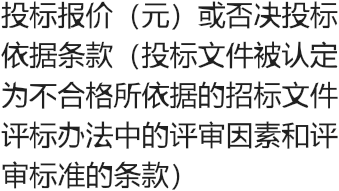 投标报价（元）或否决投标
依据条款（投标文件被认定
为不合格所依据的招标文件
评标办法中的评审因素和评
审标准的条款）